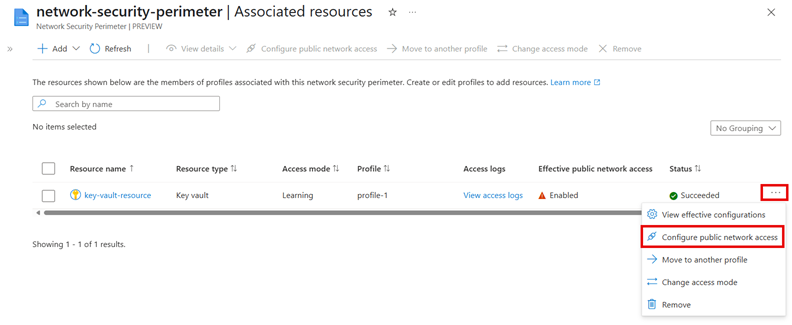 network-security-perimeter | Associated resources
Network Security Perimeter | PREVIEW
Add Refresh View details Configure public network access Move to another profile Change access mode Remove
The resources shown below are the members of profiles associated with this network security perimeter. Create or edit profiles to add resources. Learn more
Search by name
No items selected
No Grouping
Resource name Resource type Access mode Profile Access logs Effective public network access Status
key-vault-resource Key vault Learning profile-1 View access logs Enabled Succeeded
View effective configurations
Configure public network access
Move to another profile
Change access mode
Remove
Showing 1 - 1 of 1 results.